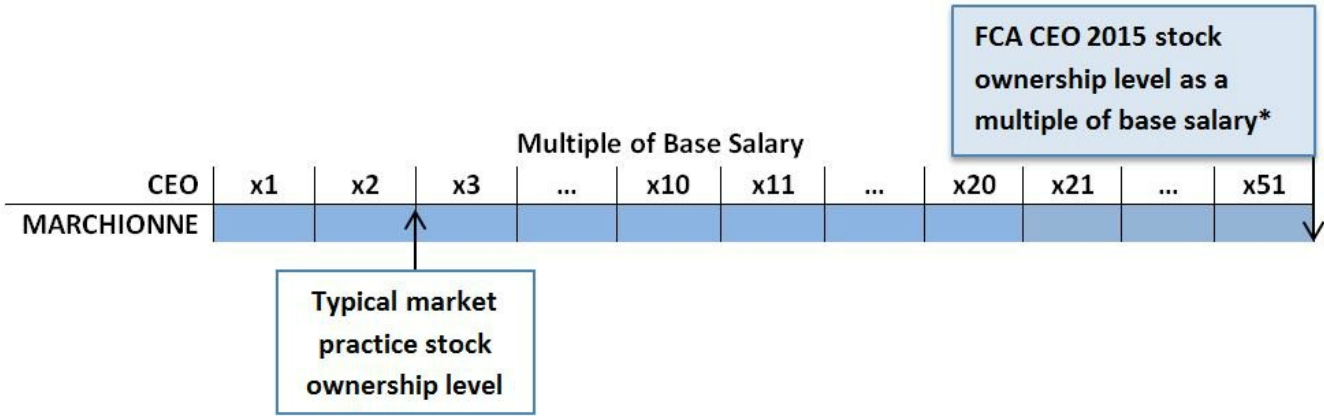 FCA CEO 2015 stock
ownership level as a
multiple of base salary*
Multiple of Base Salary
CEO x1 x2 x3 ... x10 x11 ... x20 x21 ... x51
MARCHIONNE
Typical market
practice stock
ownership level